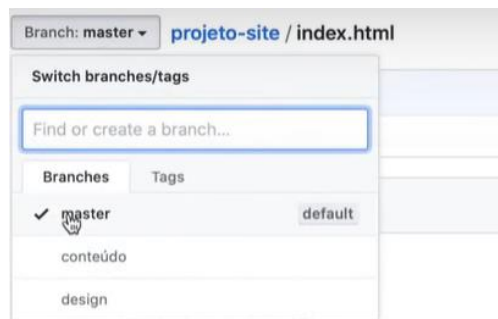 Branch: master projeto-site / index.html
Switch branches/tags
Find or create a branch...
Branches Tags
master default
conteúdo
design